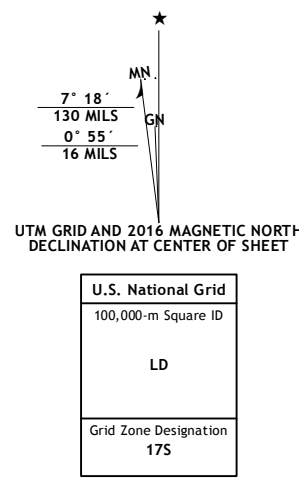 MN
7° 18´
130 MILS
GN
0° 55´
16 MILS
UTM GRID AND 2016 MAGNETIC NORTH
DECLINATION AT CENTER OF SHEET
U.S. National Grid
100,000-m Square ID
LD
Grid Zone Designation
17S